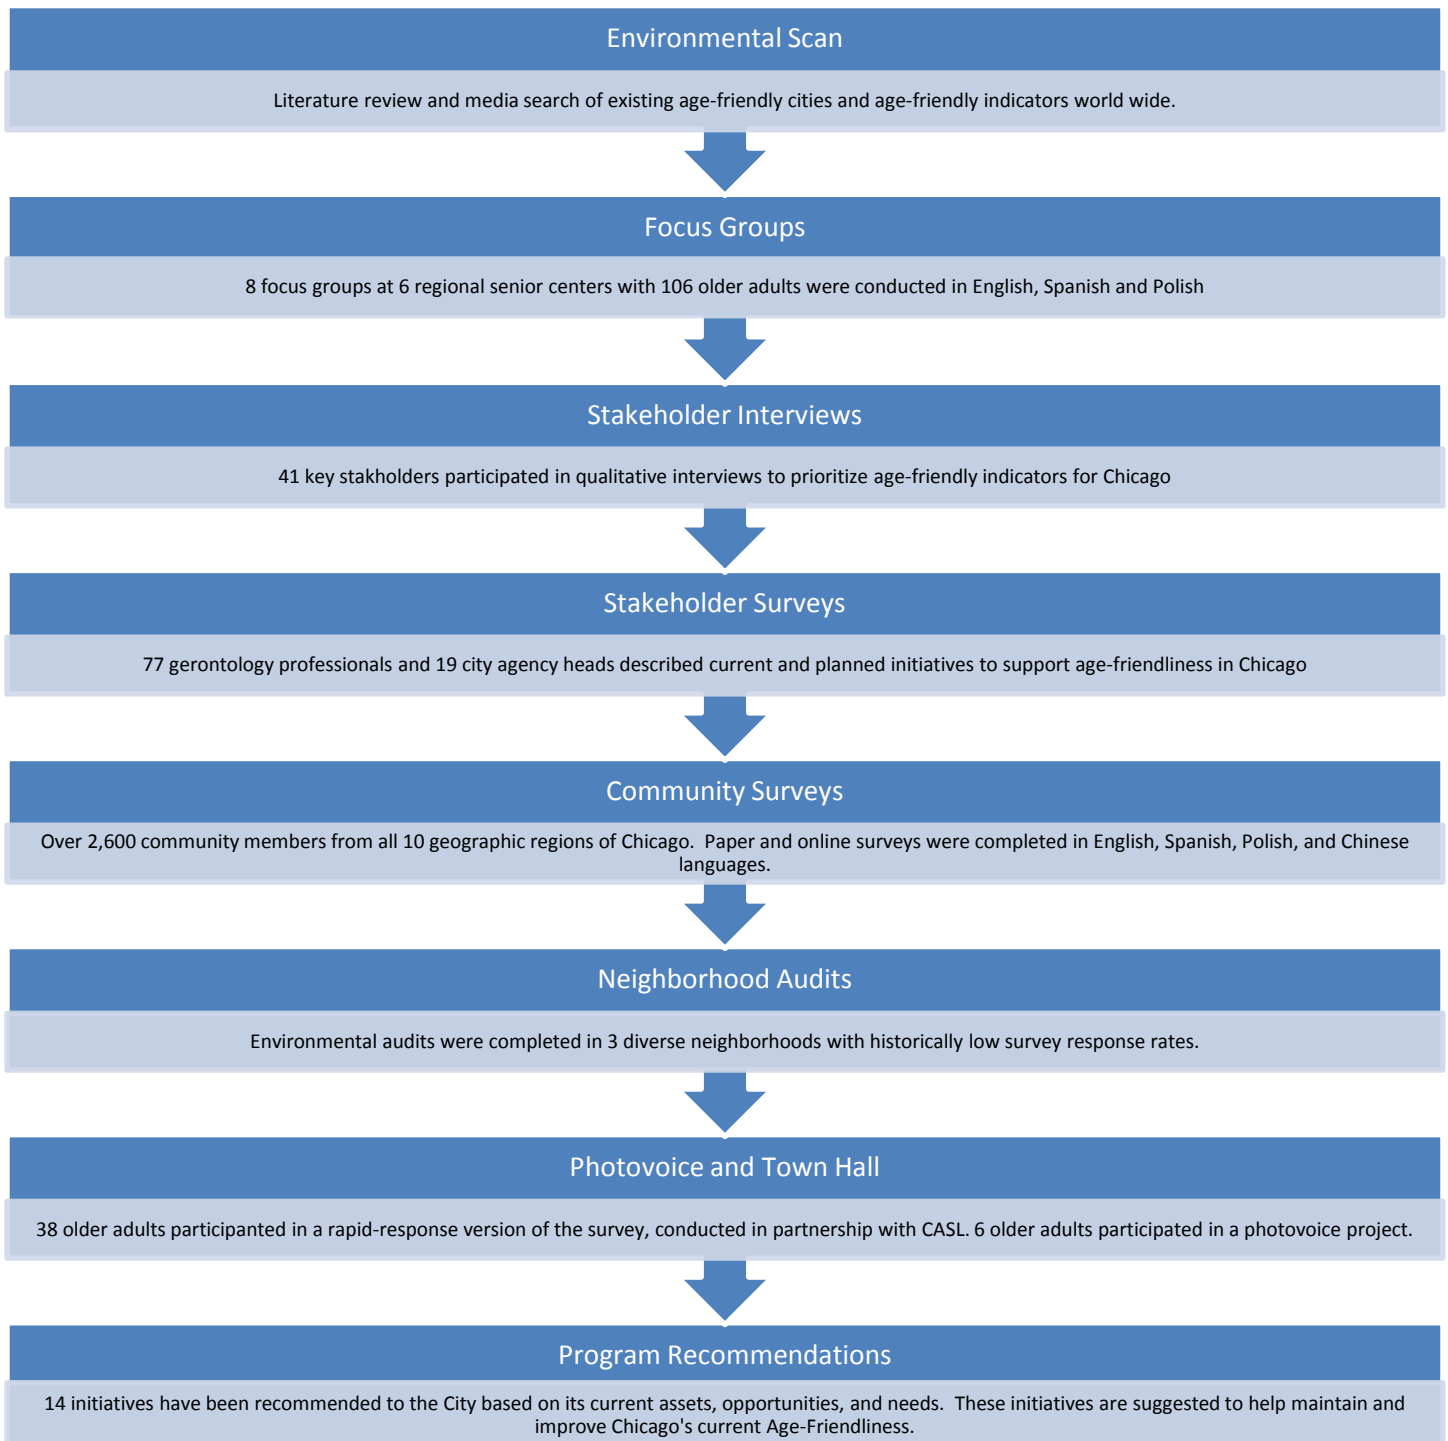 Environmental Scan
Literature review and media search of existing age-friendly cities and age-friendly indicators world wide.
Focus Groups
8 focus groups at 6 regional senior centers with 106 older adults were conducted in English, Spanish and Polish
Stakeholder Interviews
41 key stakholders participated in qualitative interviews to prioritize age-friendly indicators for Chicago
Stakeholder Surveys
77 gerontology professionals and 19 city agency heads described current and planned initiatives to support age-friendliness in Chicago
Community Surveys
Over 2,600 community members from all 10 geographic regions of Chicago.  Paper and online surveys were completed in English, Spanish, Polish, and Chinese
languages.
Neighborhood Audits
Environmental audits were completed in 3 diverse neighborhoods with historically low survey response rates.
Photovoice and Town Hall
38 older adults participanted in a rapid-response version of the survey, conducted in partnership with CASL. 6 older adults participated in a photovoice project.
Program Recommendations
14 initiatives have been recommended to the City based on its current assets, opportunities, and needs.  These initiatives are suggested to help maintain and
improve Chicago's current Age-Friendliness.